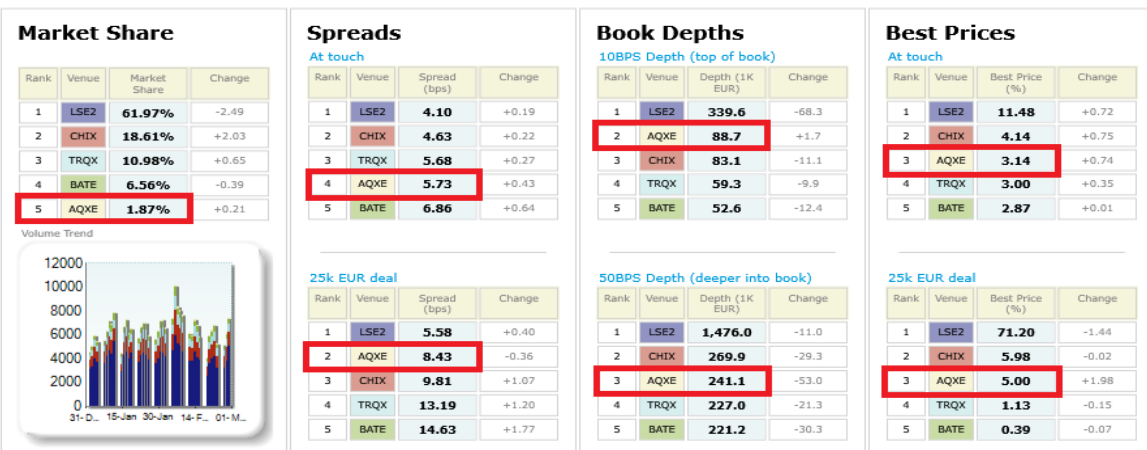 Market Share
Rank Venue Market Share Change
1 LSE2 61.97% -2.49
2 CHIX 18.61% +2.03
3 TRQX 10.98% +0.65
4 BATE 6.56% -0.39
5 AQXE 1.87% +0.21
Volume Trend
12000
10000
8000
6000
4000
2000
0
31- D... 15-Jan 30-Jan 14- F... 01- M...
Spreads
At touch
Rank Venue Spread (bps) Change
1 LSE2 4.10 +0.19
2 CHIX 4.63 +0.22
3 TRQX 5.68 +0.27
4 AQXE 5.73 +0.43
5 BATE 6.86 +0.64
25k EUR deal
Rank Venue Spread (bps) Change
1 LSE2 5.58 +0.40
2 AQXE 8.43 -0.36
3 CHIX 9.81 +1.07
4 TRQX 13.19 +1.20
5 BATE 14.63 +1.77
Book Depths
10BPS Depth (top of book)
Rank Venue Depth (1K EUR) Change
1 LSE2 339.6 -68.3
2 AQXE 88.7 +1.7
3 CHIX 83.1 -11.1
4 TRQX 59.3 -9.9
5 BATE 52.6 -12.4
50BPS Depth (deeper into book)
Rank Venue Depth (1K EUR) Change
1 LSE2 1,476.0 -11.0
2 CHIX 269.9 -29.3
3 AQXE 241.1 -53.0
4 TRQX 227.0 -21.3
5 BATE 221.2 -30.3
Best Prices
At touch
Rank Venue Best Price (%) Change
1 LSE2 11.48 +0.72
2 CHIX 4.14 +0.75
3 AQXE 3.14 +0.74
4 TRQX 3.00 +0.35
5 BATE 2.87 +0.01
25k EUR deal
Rank Venue Best Price (%) Change
1 LSE2 71.20 -1.44
2 CHIX 5.98 -0.02
3 AQXE 5.00 +1.98
4 TRQX 1.13 -0.15
5 BATE 0.39 -0.07